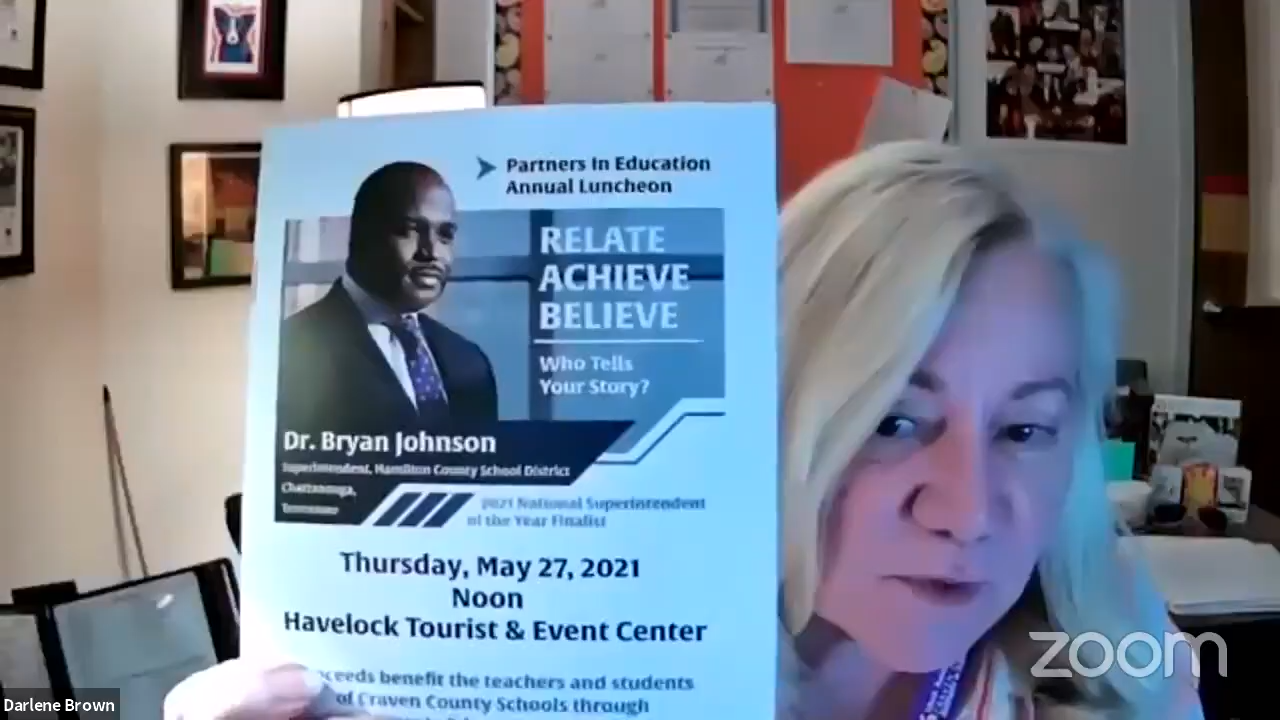 Partners In Education
Annual Luncheon
RELATE
ACHIEVE
BELIEVE
Who Tells
Your Story?
Dr. Bryan Johnson
Superintendent, Hamilton County School District
Chattanooga,
Tennessee
2021 National Superintendent
of the Year Finalist
Thursday, May 27, 2021
Noon
Havelock Tourist & Event Center
ceeds benefit the teachers and students
of Craven County Schools through
zoom
Darlene Brown